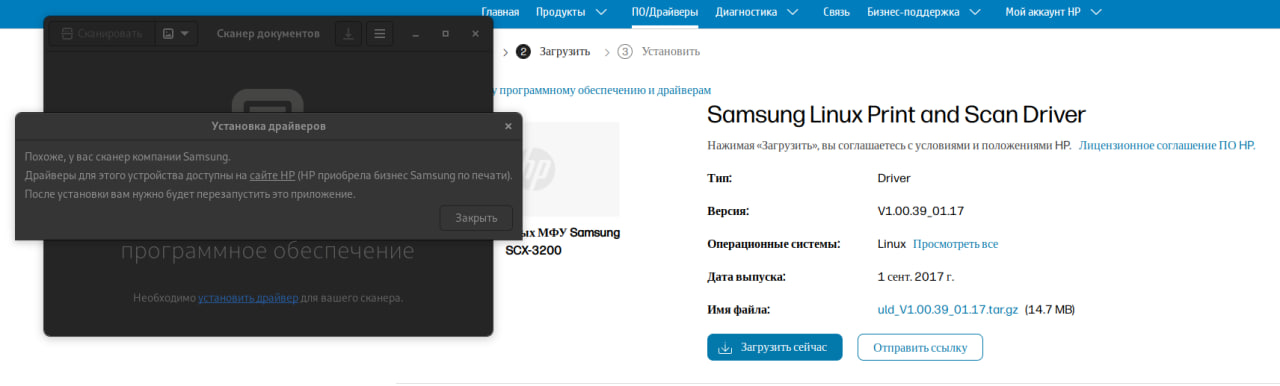 Главная Продукты ПО/Драйверы Диагностика Связь Бизнес-поддержка Мой аккаунт HP
Сканировать Сканер документов
2 Загрузить 3 Установить
у программному обеспечению и драйверам
Установка драйверов
Похоже, у вас сканер компании Samsung.
Драйверы для этого устройства доступны на сайте HP (HP приобрела бизнес Samsung по печати).
После установки вам нужно будет перезапустить это приложение.
Закрыть
программное обеспечение
Необходимо установить драйвер для вашего сканера.
hp
ых МФУ Samsung
SCX-3200
Samsung Linux Print and Scan Driver
Нажимая «Загрузить», вы соглашаетесь с условиями и положениями HP. Лицензионное соглашение ПО HP.
Тип: Driver
Версия: V1.00.39_01.17
Операционные системы: Linux Просмотреть все
Дата выпуска: 1 сент. 2017 г.
Имя файла: uld_V1.00.39_01.17.tar.gz (14.7 MB)
Загрузить сейчас Отправить ссылку